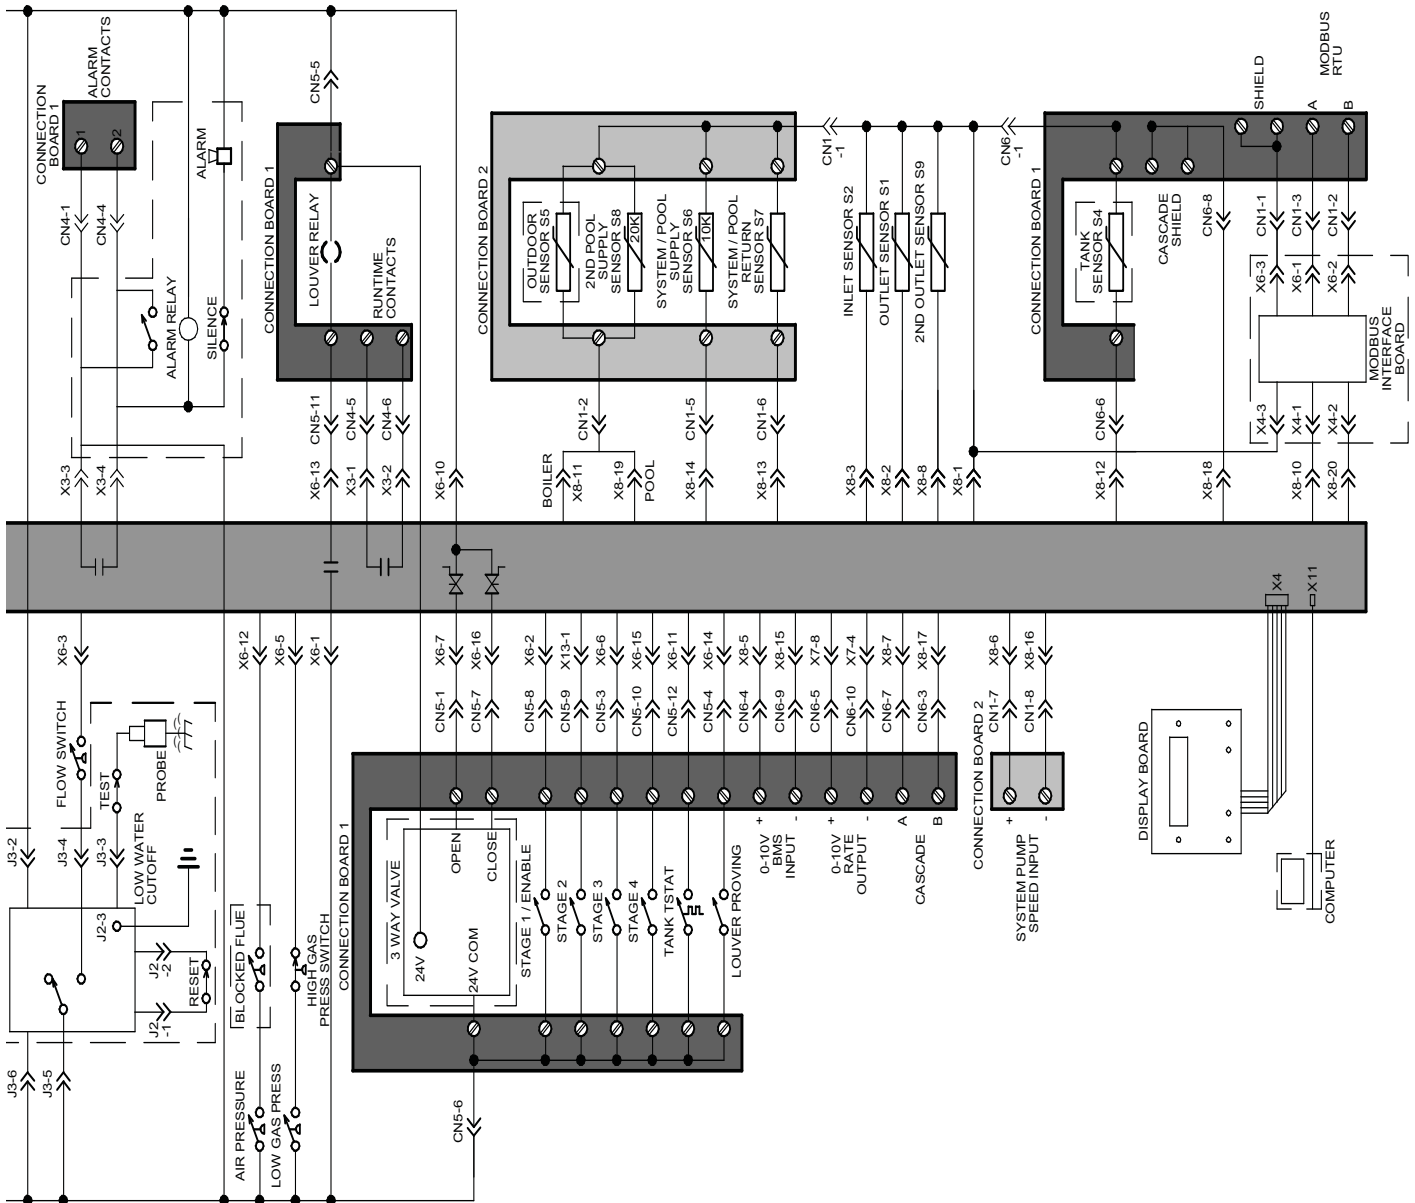 CONNECTION
BOARD 1
ALARM
CONTACTS
1
2
CN4-1
CN4-4
X3-3
X3-4
ALARM RELAY
SILENCE
ALARM
CN5-5
CONNECTION BOARD 1
LOUVER RELAY
RUNTIME
CONTACTS
CN5-11
CN4-5
CN4-6
X6-13
X3-1
X3-2
X6-10
CONNECTION BOARD 2
OUTDOOR
SENSOR S5
2ND POOL
SUPPLY
SENSOR S8
20K
SYSTEM / POOL
SUPPLY
SENSOR S6
10K
SYSTEM / POOL
RETURN
SENSOR S7
CN1-2
CN1-5
CN1-6
BOILER
X8-11
X8-19
POOL
X8-14
X8-13
CN1
-1
INLET SENSOR S2
OUTLET SENSOR S1
2ND OUTLET SENSOR S9
X8-3
X8-2
X8-8
X8-1
CN6
-1
CONNECTION BOARD 1
TANK
SENSOR S4
CASCADE
SHIELD
CN6-6
X8-12
CN6-8
X8-18
SHIELD
MODBUS
RTU
A
B
CN1-1
CN1-3
CN1-2
X6-3
X6-1
X6-2
MODBUS
INTERFACE
BOARD
X4-3
X4-1
X4-2
X8-10
X8-20
X4
X11
X6-3
X6-12
X6-5
X6-1
X6-7
X6-16
X6-2
X13-1
X6-6
X6-15
X6-11
X6-14
X8-5
X8-15
X7-8
X7-4
X8-7
X8-17
X8-6
X8-16
CN5-1
CN5-7
CN5-8
CN5-9
CN5-3
CN5-10
CN5-12
CN5-4
CN6-4
CN6-9
CN6-5
CN6-10
CN6-7
CN6-3
CN1-7
CN1-8
FLOW SWITCH
TEST
PROBE
J3-2
J3-4
J3-3
LOW WATER
CUTOFF
J2-3
J2
-2
J2
-1
RESET
J3-6
J3-5
BLOCKED FLUE
HIGH GAS
PRESS SWITCH
AIR PRESSURE
LOW GAS PRESS
CONNECTION BOARD 1
3 WAY VALVE
24V
OPEN
CLOSE
24V COM
STAGE 1 / ENABLE
STAGE 2
STAGE 3
STAGE 4
TANK TSTAT
LOUVER PROVING
CN5-6
+
0-10V
BMS
INPUT
-
+
0-10V
RATE
OUTPUT
-
A
CASCADE
B
CONNECTION BOARD 2
+
SYSTEM PUMP
SPEED INPUT
-
DISPLAY BOARD
COMPUTER